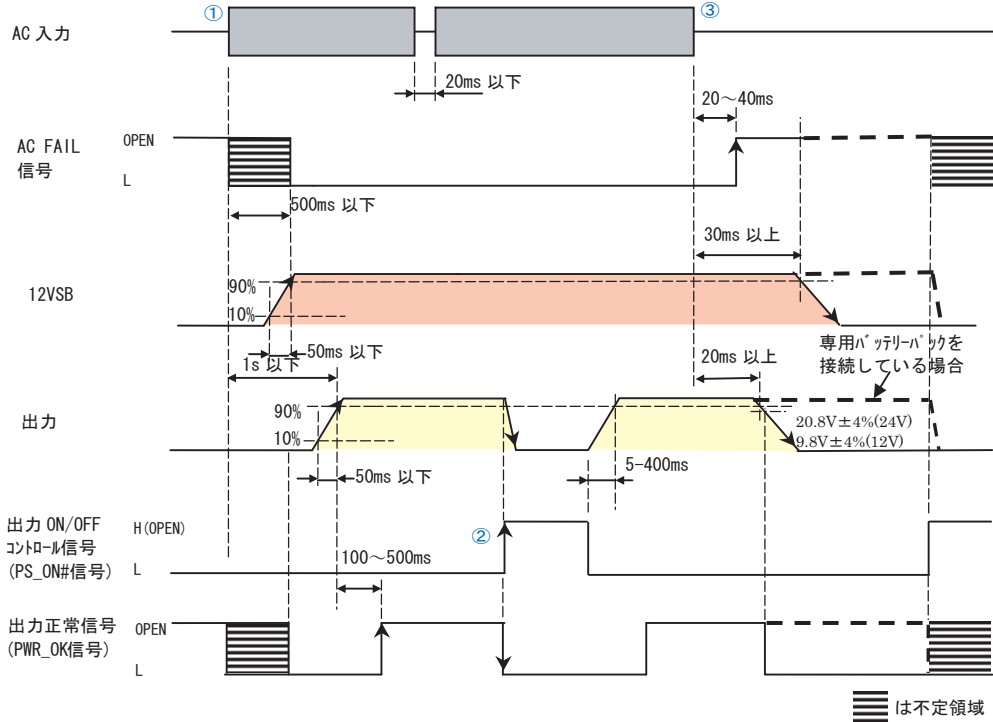 ①
③
AC 入力
20ms 以下
20～40ms
AC FAIL
信号
OPEN
L
500ms 以下
30ms 以上
12VSB
90%
10%
50ms 以下
1s 以下
20ms 以上
専用ﾊﾞｯﾃﾘｰﾊﾟｯｸを
接続している場合
出力
90%
10%
20.8V±4%(24V)
9.8V±4%(12V)
50ms 以下
5-400ms
出力 ON/OFF
ｺﾝﾄﾛｰﾙ信号
(PS_ON#信号)
H(OPEN)
L
②
100～500ms
出力正常信号
(PWR_OK信号)
OPEN
L
は不定領域